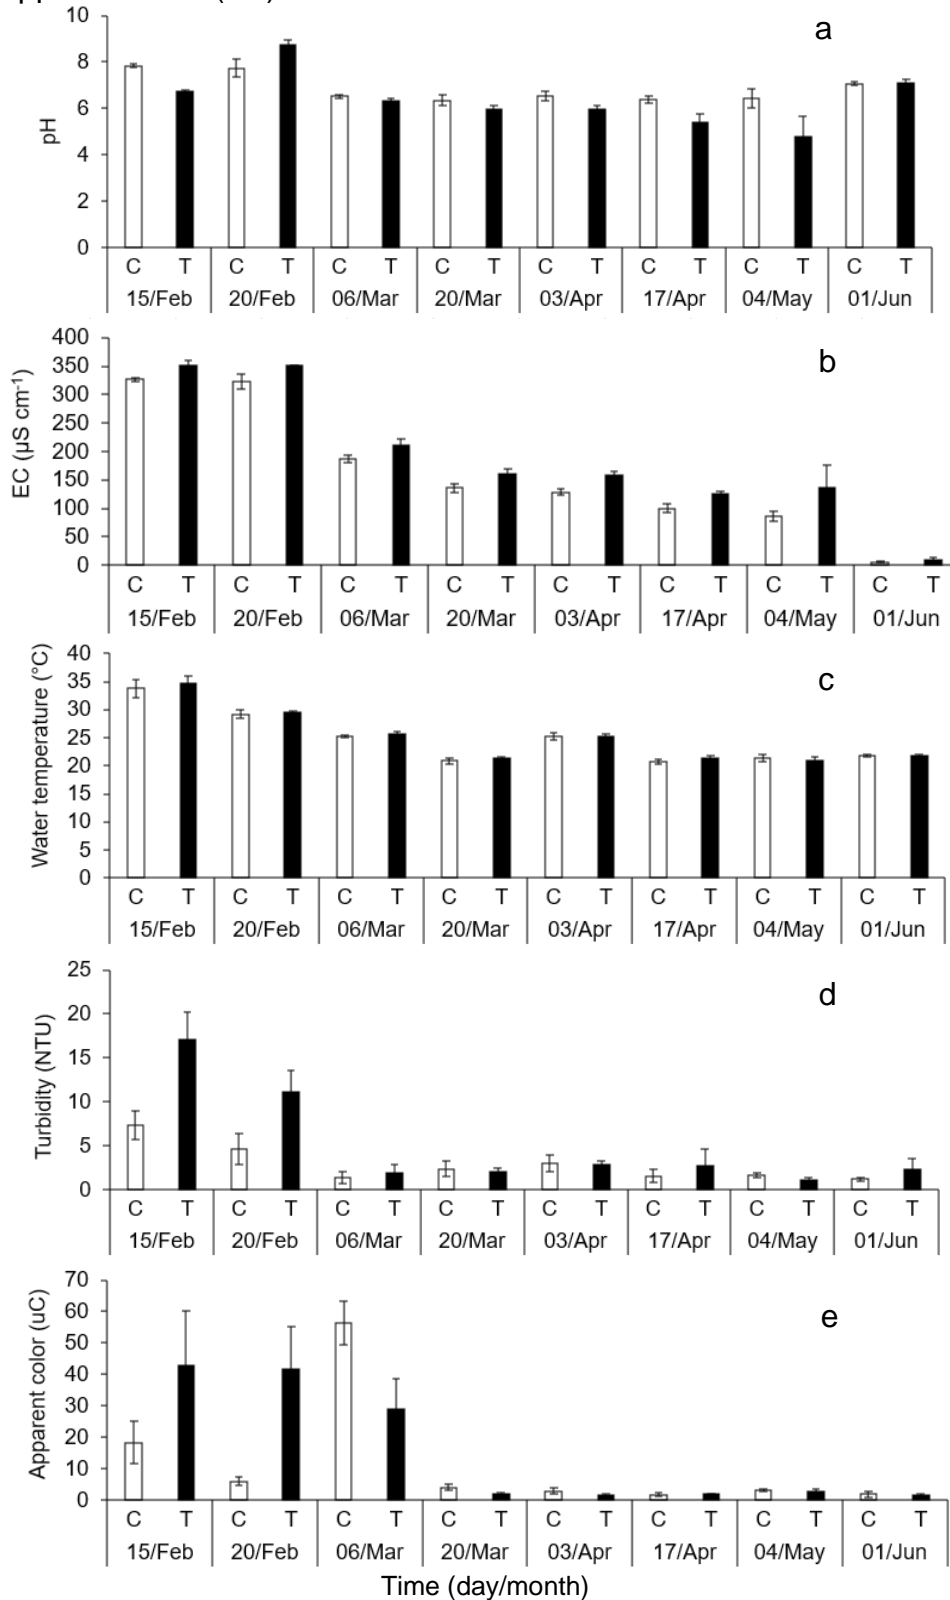 10
a
8
6
4
2
0
pH
C T C T C T C T C T C T C T C T
15/Feb 20/Feb 06/Mar 20/Mar 03/Apr 17/Apr 04/May 01/Jun
400
b
350
300
250
200
150
100
50
0
EC (µS cm⁻¹)
C T C T C T C T C T C T C T C T
15/Feb 20/Feb 06/Mar 20/Mar 03/Apr 17/Apr 04/May 01/Jun
40
c
35
30
25
20
15
10
5
0
Water temperature (°C)
C T C T C T C T C T C T C T C T
15/Feb 20/Feb 06/Mar 20/Mar 03/Apr 17/Apr 04/May 01/Jun
25
d
20
15
10
5
0
Turbidity (NTU)
C T C T C T C T C T C T C T C T
15/Feb 20/Feb 06/Mar 20/Mar 03/Apr 17/Apr 04/May 01/Jun
70
e
60
50
40
30
20
10
0
Apparent color (uC)
C T C T C T C T C T C T C T C T
15/Feb 20/Feb 06/Mar 20/Mar 03/Apr 17/Apr 04/May 01/Jun
Time (day/month)